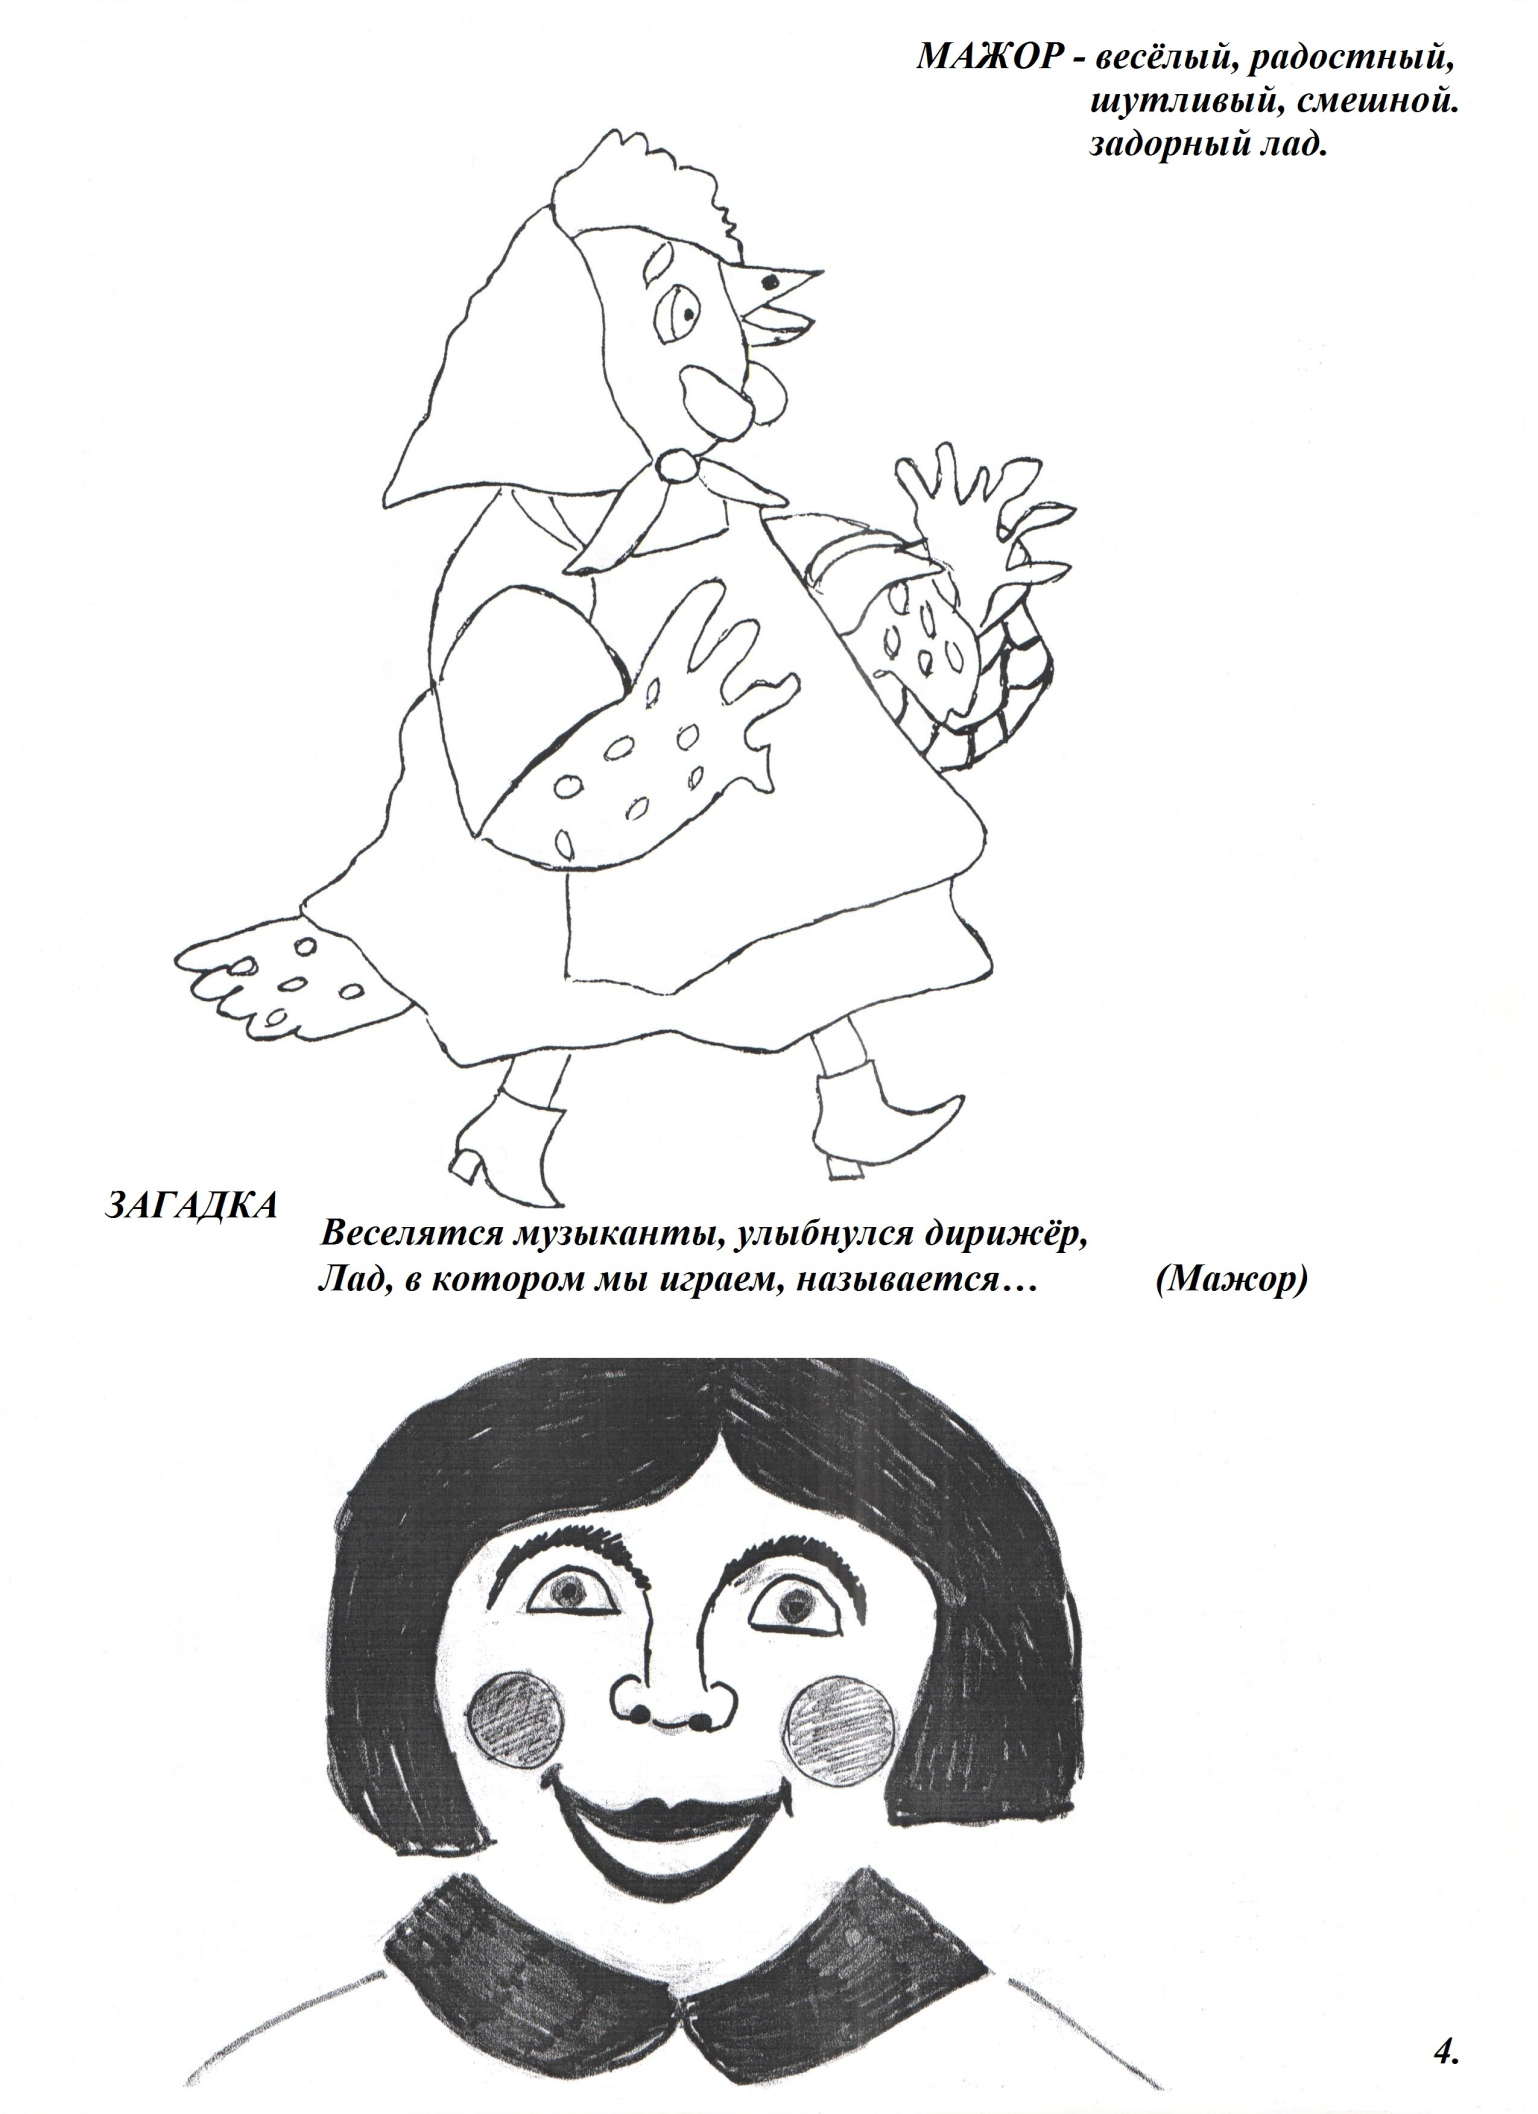 МАЖОР - весёлый, радостный,
шутливый, смешной.
задорный лад.
ЗАГАДКА
Веселятся музыканты, улыбнулся дирижёр,
Лад, в котором мы играем, называется… (Мажор)
4.